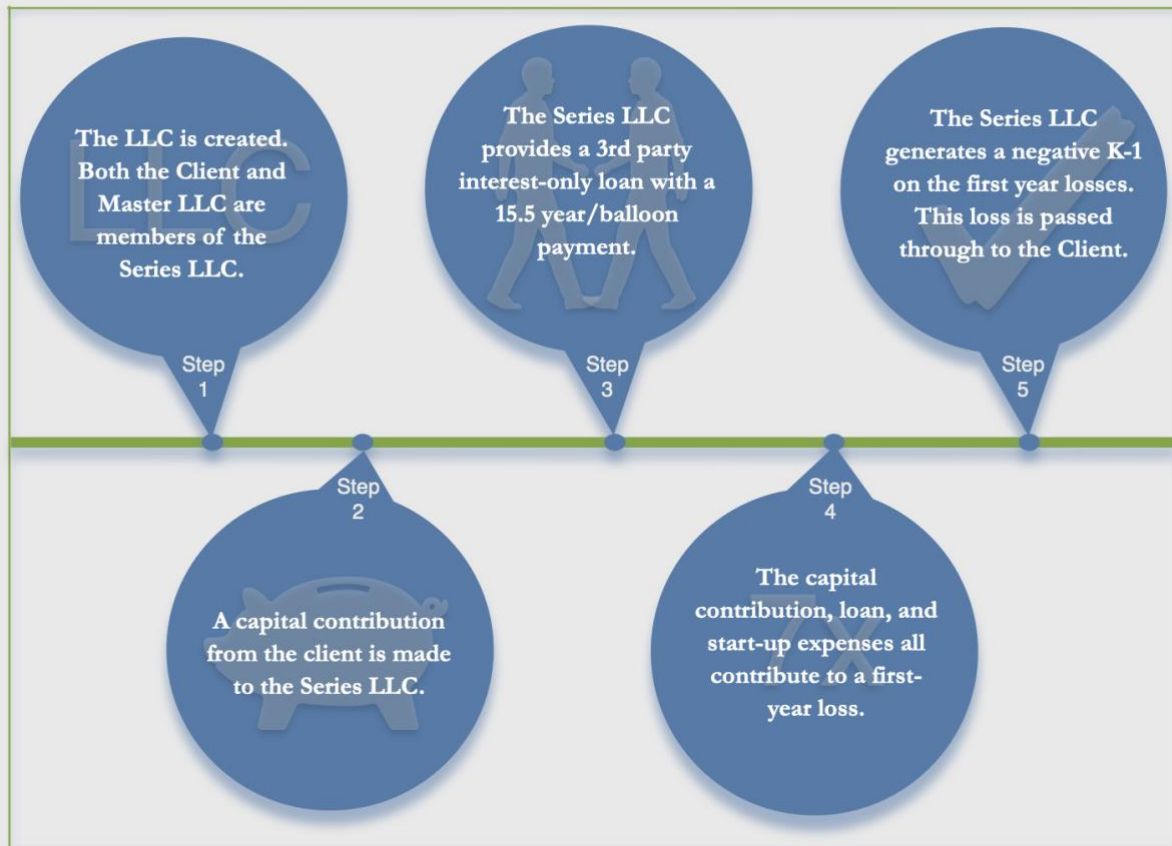 LLC
The LLC is created.
Both the Client and
Master LLC are
members of the
Series LLC.
Step
1
Step
2
A capital contribution
from the client is made
to the Series LLC.
The Series LLC
provides a 3rd party
interest-only loan with a
15.5 year/balloon
payment.
Step
3
Step
4
7x
The capital
contribution, loan, and
start-up expenses all
contribute to a first-
year loss.
The Series LLC
generates a negative K-1
on the first year losses.
This loss is passed
through to the Client.
Step
5